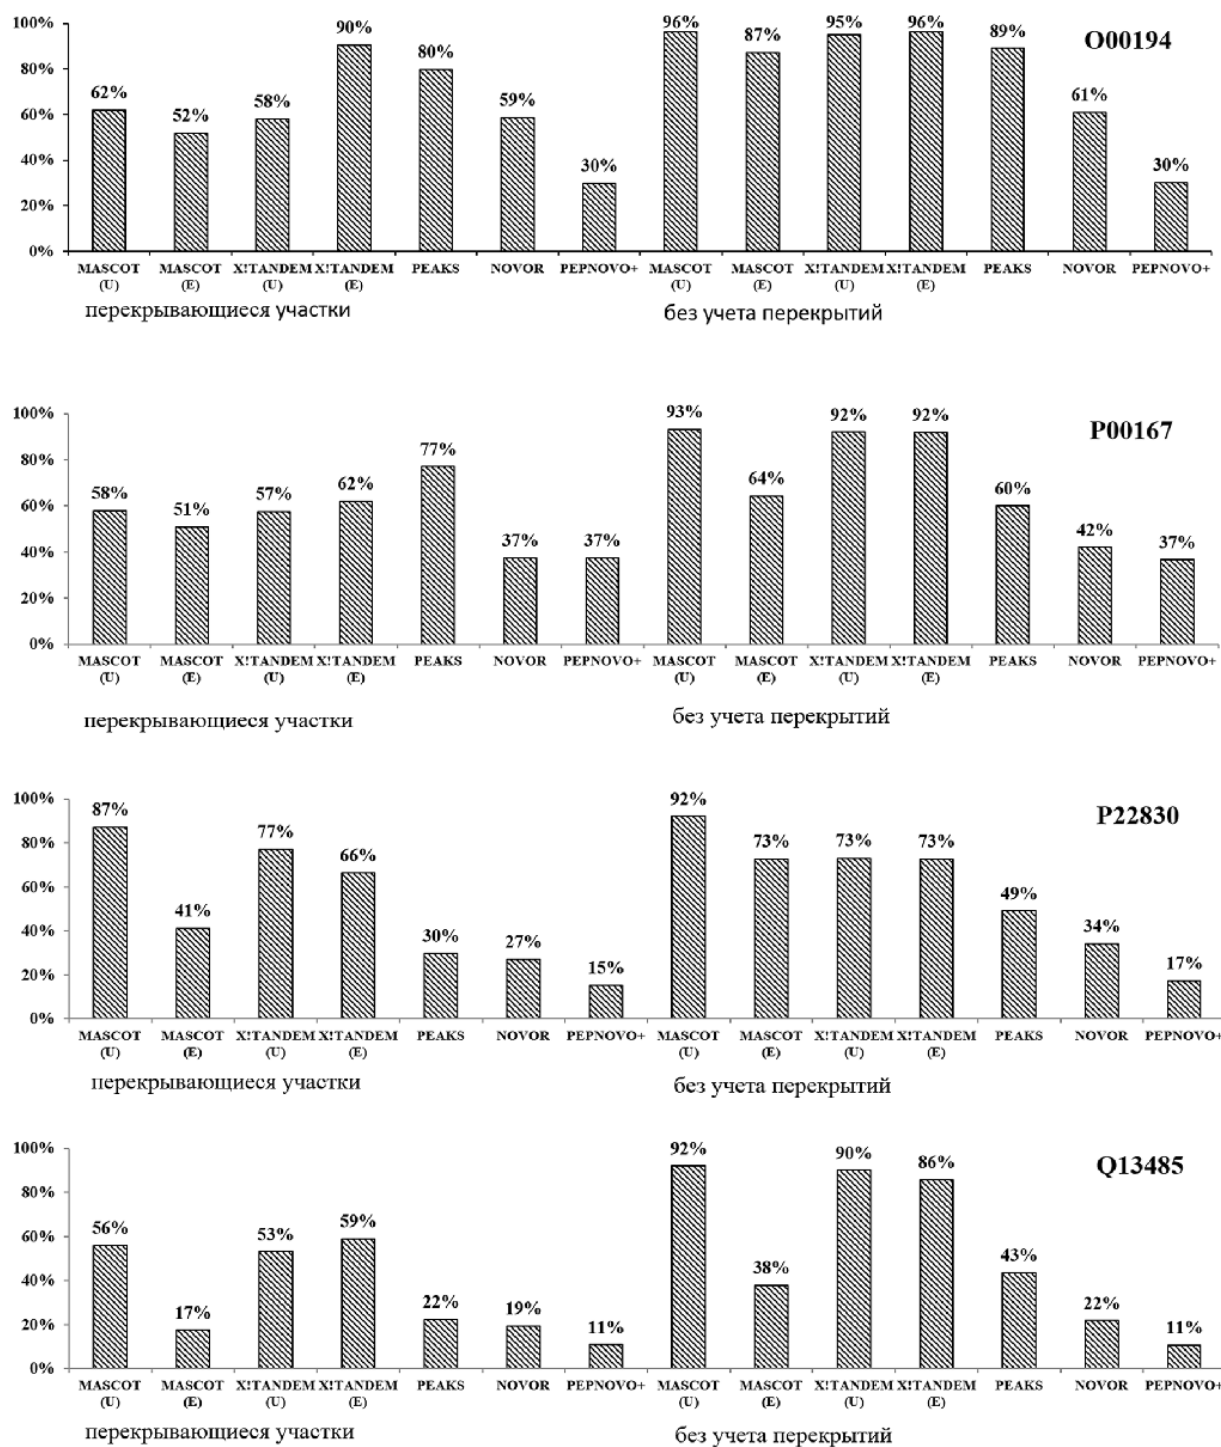 100%
80%
60%
40%
20%
0%
62%
52%
58%
90%
80%
59%
30%
96%
87%
95%
96%
89%
61%
30%
O00194
MASCOT (U)
MASCOT (E)
X!TANDEM (U)
X!TANDEM (E)
PEAKS
NOVOR
PEPNOVO+
MASCOT (U)
MASCOT (E)
X!TANDEM (U)
X!TANDEM (E)
PEAKS
NOVOR
PEPNOVO+
перекрывающиеся участки
без учета перекрытий
100%
80%
60%
40%
20%
0%
58%
51%
57%
62%
77%
37%
37%
93%
64%
92%
92%
60%
42%
37%
P00167
MASCOT (U)
MASCOT (E)
X!TANDEM (U)
X!TANDEM (E)
PEAKS
NOVOR
PEPNOVO+
MASCOT (U)
MASCOT (E)
X!TANDEM (U)
X!TANDEM (E)
PEAKS
NOVOR
PEPNOVO+
перекрывающиеся участки
без учета перекрытий
100%
80%
60%
40%
20%
0%
87%
41%
77%
66%
30%
27%
15%
92%
73%
73%
73%
49%
34%
17%
P22830
MASCOT (U)
MASCOT (E)
X!TANDEM (U)
X!TANDEM (E)
PEAKS
NOVOR
PEPNOVO+
MASCOT (U)
MASCOT (E)
X!TANDEM (U)
X!TANDEM (E)
PEAKS
NOVOR
PEPNOVO+
перекрывающиеся участки
без учета перекрытий
100%
80%
60%
40%
20%
0%
56%
17%
53%
59%
22%
19%
11%
92%
38%
90%
86%
43%
22%
11%
Q13485
MASCOT (U)
MASCOT (E)
X!TANDEM (U)
X!TANDEM (E)
PEAKS
NOVOR
PEPNOVO+
MASCOT (U)
MASCOT (E)
X!TANDEM (U)
X!TANDEM (E)
PEAKS
NOVOR
PEPNOVO+
перекрывающиеся участки
без учета перекрытий